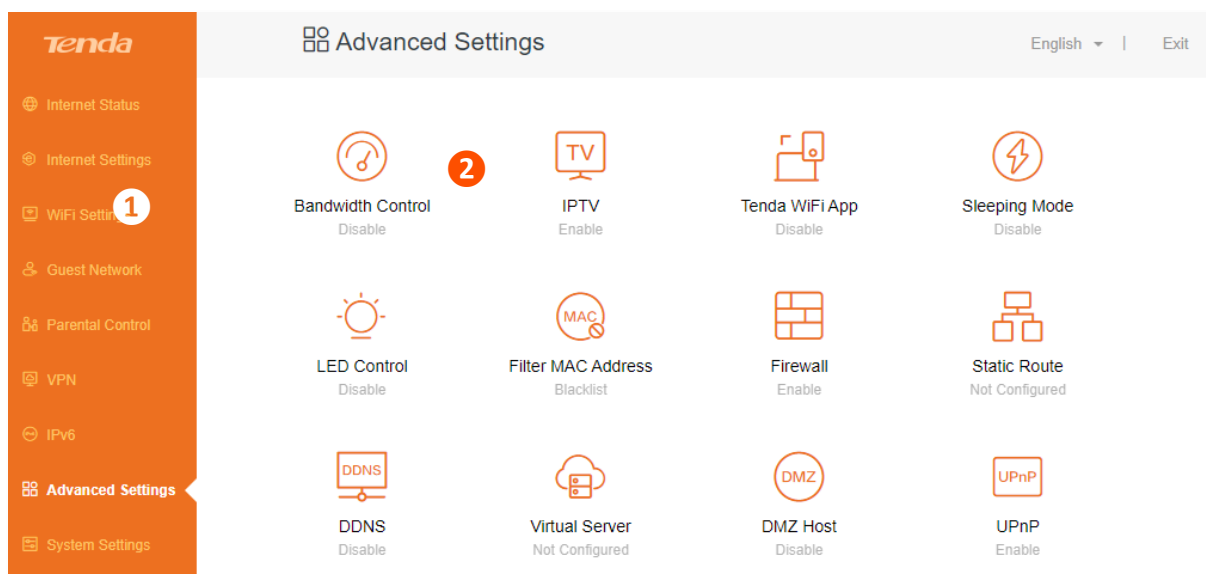 Tenda
Advanced Settings
English
|
Exit
Internet Status
Internet Settings
WiFi
1
Guest Network
Parental Control
VPN
IPv6
Advanced Settings
System Settings
2
TV
Bandwidth Control
IPTV
Tenda WiFi App
Sleeping Mode
Disable
Enable
Disable
Disable
MAC
LED Control
Filter MAC Address
Firewall
Static Route
Disable
Blacklist
Enable
Not Configured
DDNS
DMZ
UPnP
DDNS
Virtual Server
DMZ Host
UPnP
Disable
Not Configured
Disable
Enable